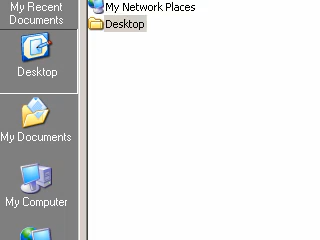 My Recent
Documents
Desktop
My Documents
My Computer
My Network Places
Desktop